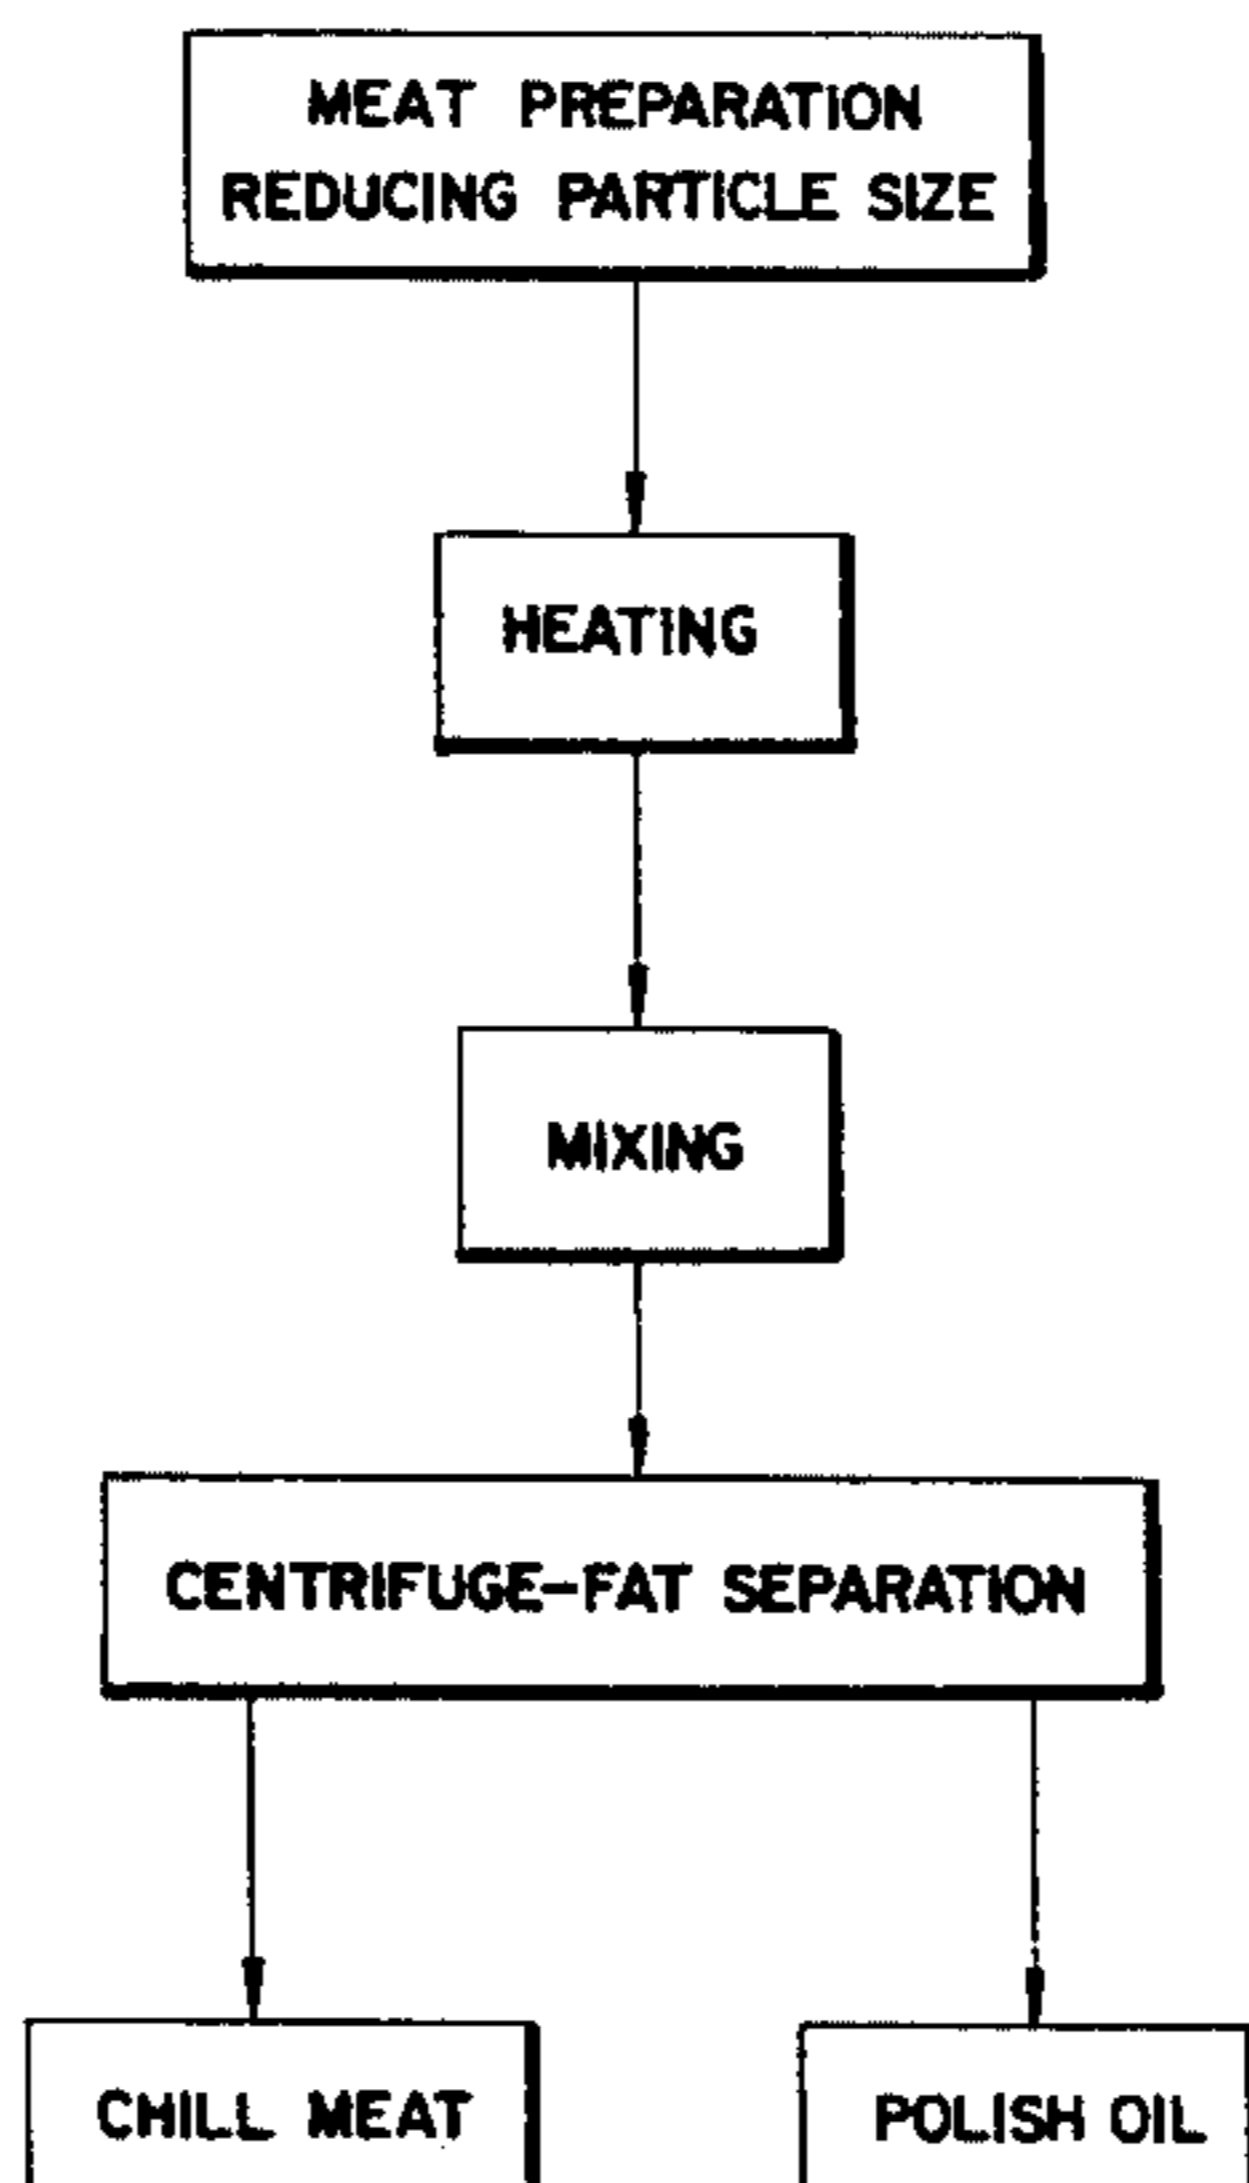 MEAT PREPARATION
REDUCING PARTICLE SIZE
HEATING
MIXING
CENTRIFUGE-FAT SEPARATION
CHILL MEAT
POLISH OIL